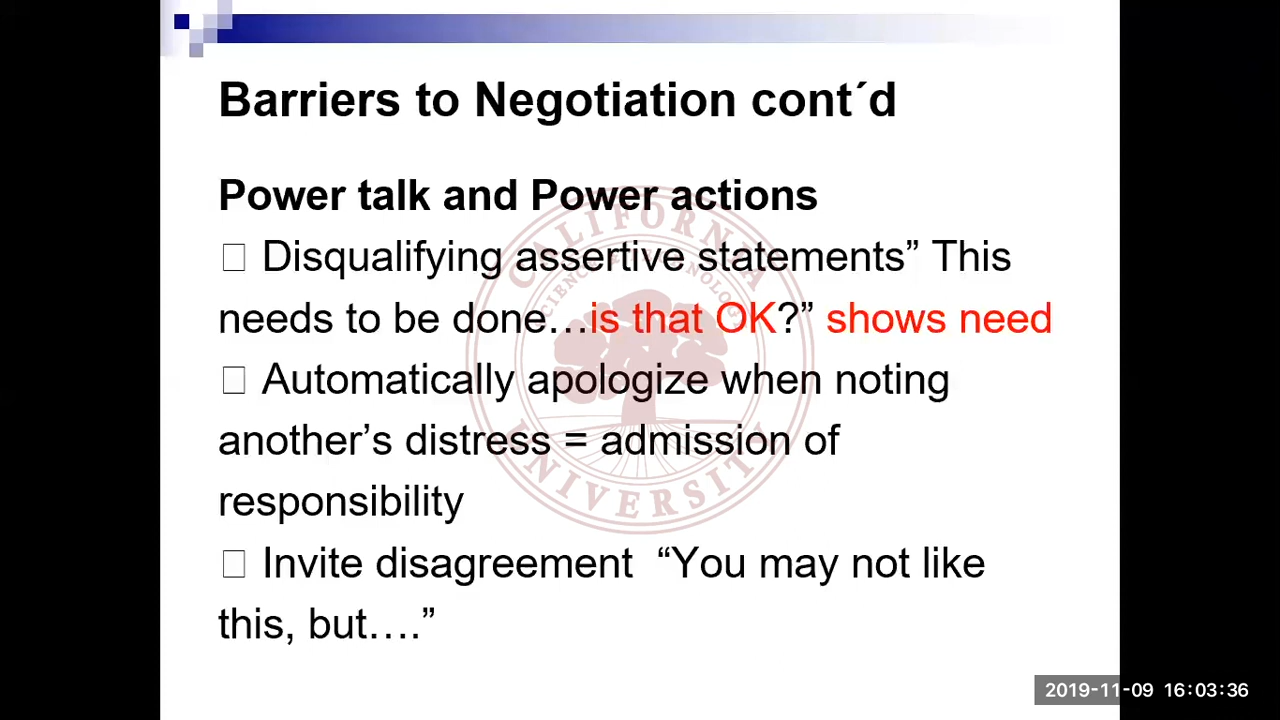 Barriers to Negotiation cont´d
Power talk and Power actions
□ Disqualifying assertive statements” This
needs to be done…is that OK?” shows need
□ Automatically apologize when noting
another’s distress = admission of
responsibility
□ Invite disagreement “You may not like
this, but….”
CALIFORNIA
UNIVERSITY
2019-11-09 16:03:36